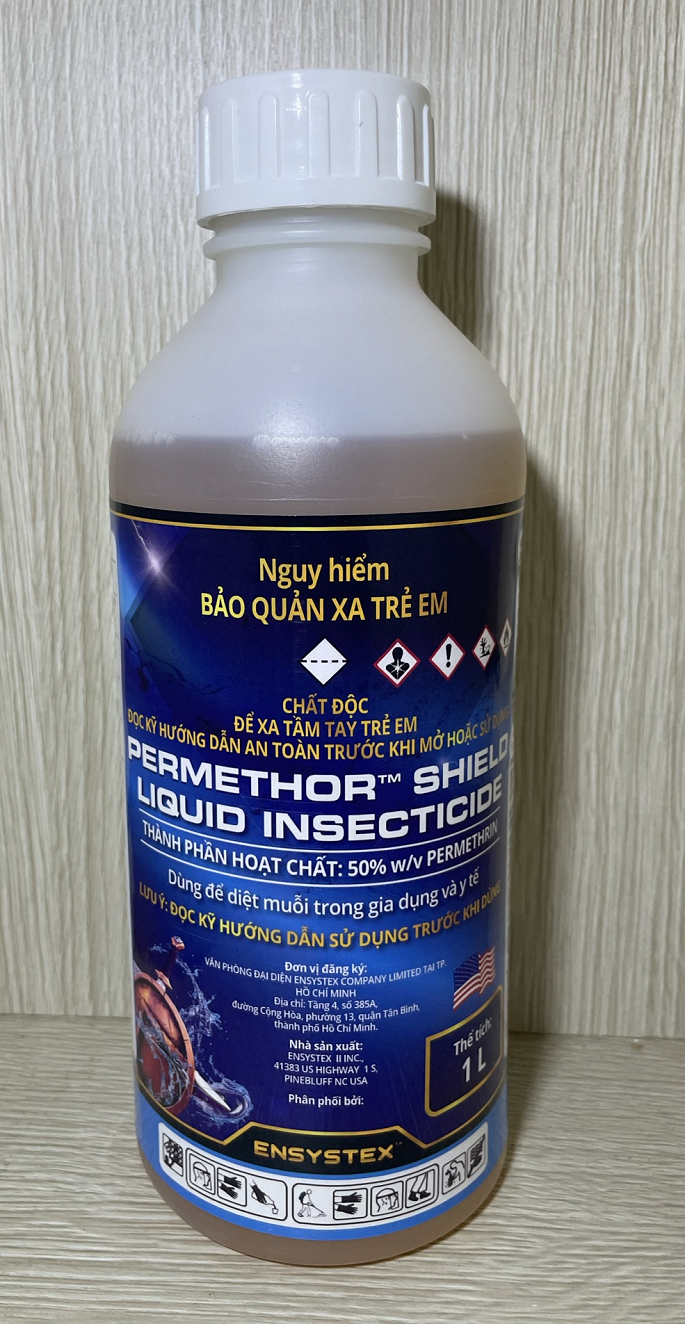 Nguy hiểm
BẢO QUẢN XA TRẺ EM
CHẤT ĐỘC
ĐỂ XA TẦM TAY TRẺ EM
ĐỌC KỸ HƯỚNG DẪN AN TOÀN TRƯỚC KHI MỞ HOẶC SỬ DỤNG
PERMETHOR™ SHIELD
LIQUID INSECTICIDE
THÀNH PHẦN HOẠT CHẤT: 50% w/v PERMETHRIN
Dùng để diệt muỗi trong gia dụng và y tế
LƯU Ý: ĐỌC KỸ HƯỚNG DẪN SỬ DỤNG TRƯỚC KHI DÙNG
Đơn vị đăng ký:
VĂN PHÒNG ĐẠI DIỆN ENSYSTEX COMPANY LIMITED TẠI TP.
HỒ CHÍ MINH
Địa chỉ: Tầng 4, số 385A,
đường Cộng Hòa, phường 13, quận Tân Bình,
thành phố Hồ Chí Minh.
Nhà sản xuất:
ENSYSTEX II INC.,
41383 US HIGHWAY 1 S,
PINEBLUFF NC USA
Phân phối bởi:
Thể tích:
1 L
ENSYSTEX™